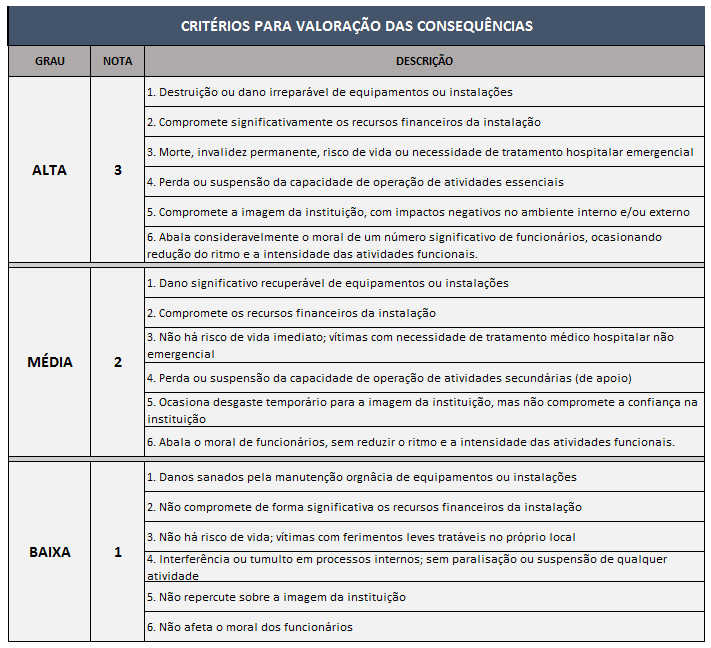 CRITÉRIOS PARA VALORAÇÃO DAS CONSEQUÊNCIAS
GRAU NOTA DESCRIÇÃO
ALTA 3
1. Destruição ou dano irreparável de equipamentos ou instalações
2. Compromete significativamente os recursos financeiros da instalação
3. Morte, invalidez permanente, risco de vida ou necessidade de tratamento hospitalar emergencial
4. Perda ou suspensão da capacidade de operação de atividades essenciais
5. Compromete a imagem da instituição, com impactos negativos no ambiente interno e/ou externo
6. Abala consideravelmente o moral de um número significativo de funcionários, ocasionando
redução do ritmo e a intensidade das atividades funcionais.
MÉDIA 2
1. Dano significativo recuperável de equipamentos ou instalações
2. Compromete os recursos financeiros da instalação
3. Não há risco de vida imediato; vítimas com necessidade de tratamento médico hospitalar não
emergencial
4. Perda ou suspensão da capacidade de operação de atividades secundárias (de apoio)
5. Ocasiona desgaste temporário para a imagem da instituição, mas não compromete a confiança na
instituição
6. Abala o moral de funcionários, sem reduzir o ritmo e a intensidade das atividades funcionais.
BAIXA 1
1. Danos sanados pela manutenção orgnâcia de equipamentos ou instalações
2. Não compromete de forma significativa os recursos financeiros da instalação
3. Não há risco de vida; vítimas com ferimentos leves tratáveis no próprio local
4. Interferência ou tumulto em processos internos; sem paralisação ou suspensão de qualquer
atividade
5. Não repercute sobre a imagem da instituição
6. Não afeta o moral dos funcionários